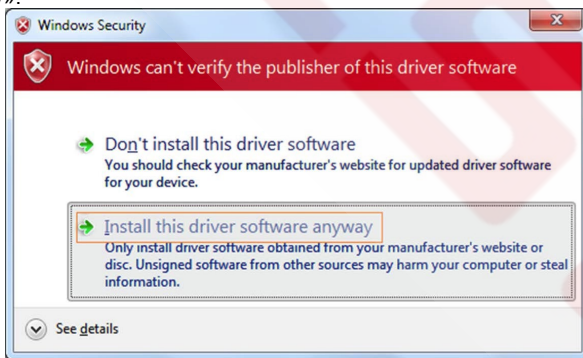 ».
Windows Security
Windows can't verify the publisher of this driver software
Don't install this driver software
You should check your manufacturer's website for updated driver software
for your device.
Install this driver software anyway
Only install driver software obtained from your manufacturer's website or
disc. Unsigned software from other sources may harm your computer or steal
information.
See details